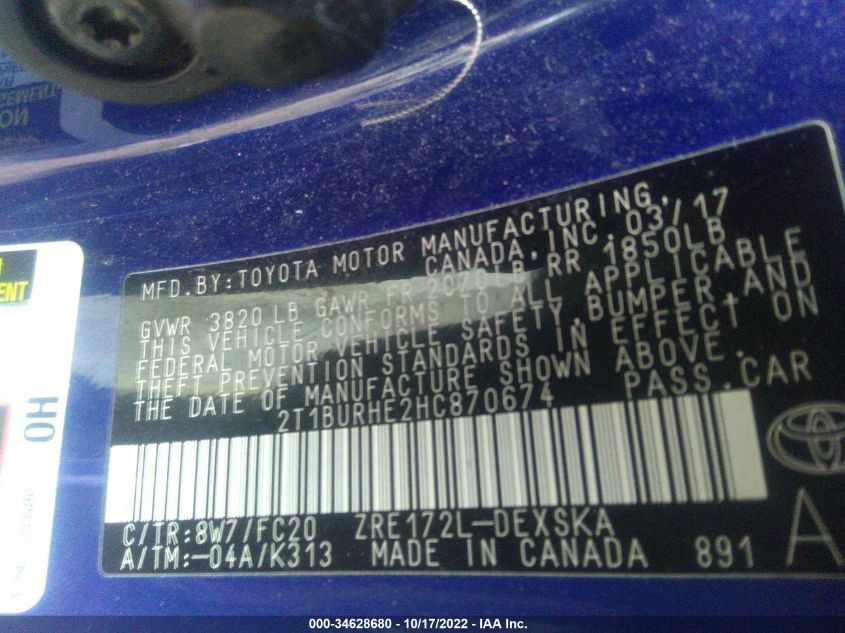 MFD. BY: TOYOTA MOTOR MANUFACTURING,
CANADA, INC. 03/17
GVWR 3820 LB GAWR FR 2070 LB RR 1850LB
THIS VEHICLE CONFORMS TO ALL APPLICABLE
FEDERAL MOTOR VEHICLE SAFETY, BUMPER AND
THEFT PREVENTION STANDARDS IN EFFECT ON
THE DATE OF MANUFACTURE SHOWN ABOVE.
2T1BURHE2HC870674 PASS.CAR
C/TR:8W7/FC20 ZRE172L-DEXSKA
A/TM:-04A/K313 MADE IN CANADA 891
A
HO
000-34628680 - 10/17/2022 - IAA Inc.